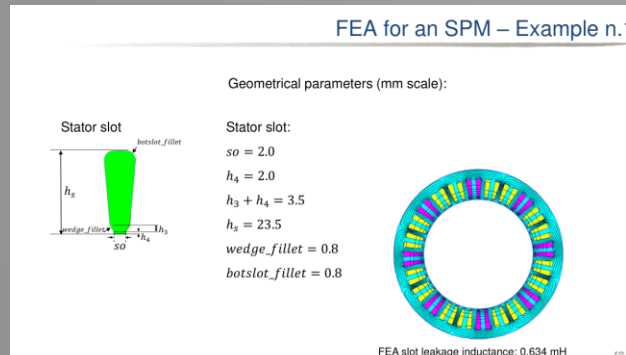 FEA for an SPM – Example n.
Geometrical parameters (mm scale):
Stator slot
botslot_fillet
h_s
wedge_fillet
h_3
h_4
so
Stator slot:
so = 2.0
h_4 = 2.0
h_3 + h_4 = 3.5
h_s = 23.5
wedge_fillet = 0.8
botslot_fillet = 0.8
FEA slot leakage inductance: 0.634 mH